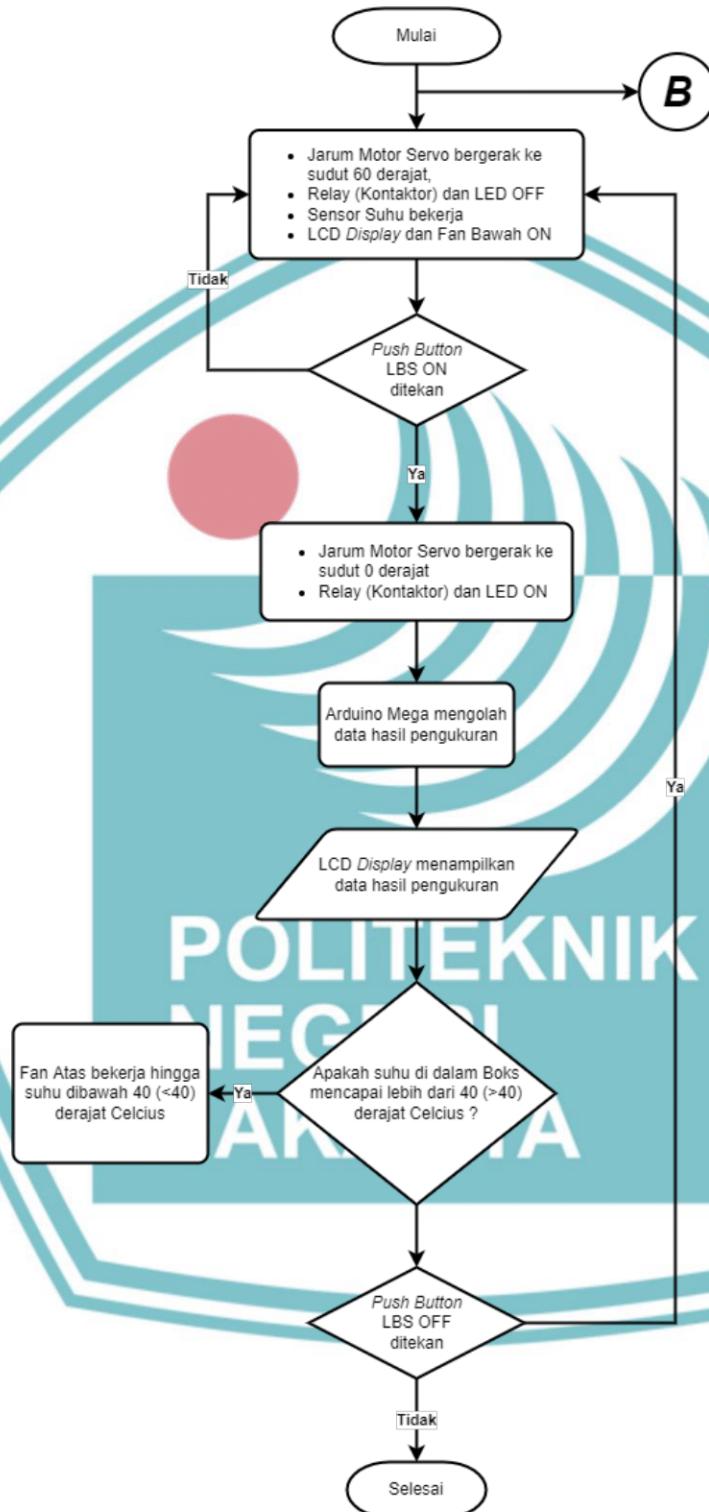 Mulai
B
• Jarum Motor Servo bergerak ke
sudut 60 derajat,
• Relay (Kontaktor) dan LED OFF
• Sensor Suhu bekerja
• LCD Display dan Fan Bawah ON
Tidak
Push Button
LBS ON
ditekan
Ya
• Jarum Motor Servo bergerak ke
sudut 0 derajat
• Relay (Kontaktor) dan LED ON
Arduino Mega mengolah
data hasil pengukuran
Ya
LCD Display menampilkan
data hasil pengukuran
POLITEKNIK
Fan Atas bekerja hingga
suhu dibawah 40 (<40)
derajat Celcius
Ya
Apakah suhu di dalam Boks
mencapai lebih dari 40 (>40)
derajat Celcius ?
Push Button
LBS OFF
ditekan
Tidak
Selesai